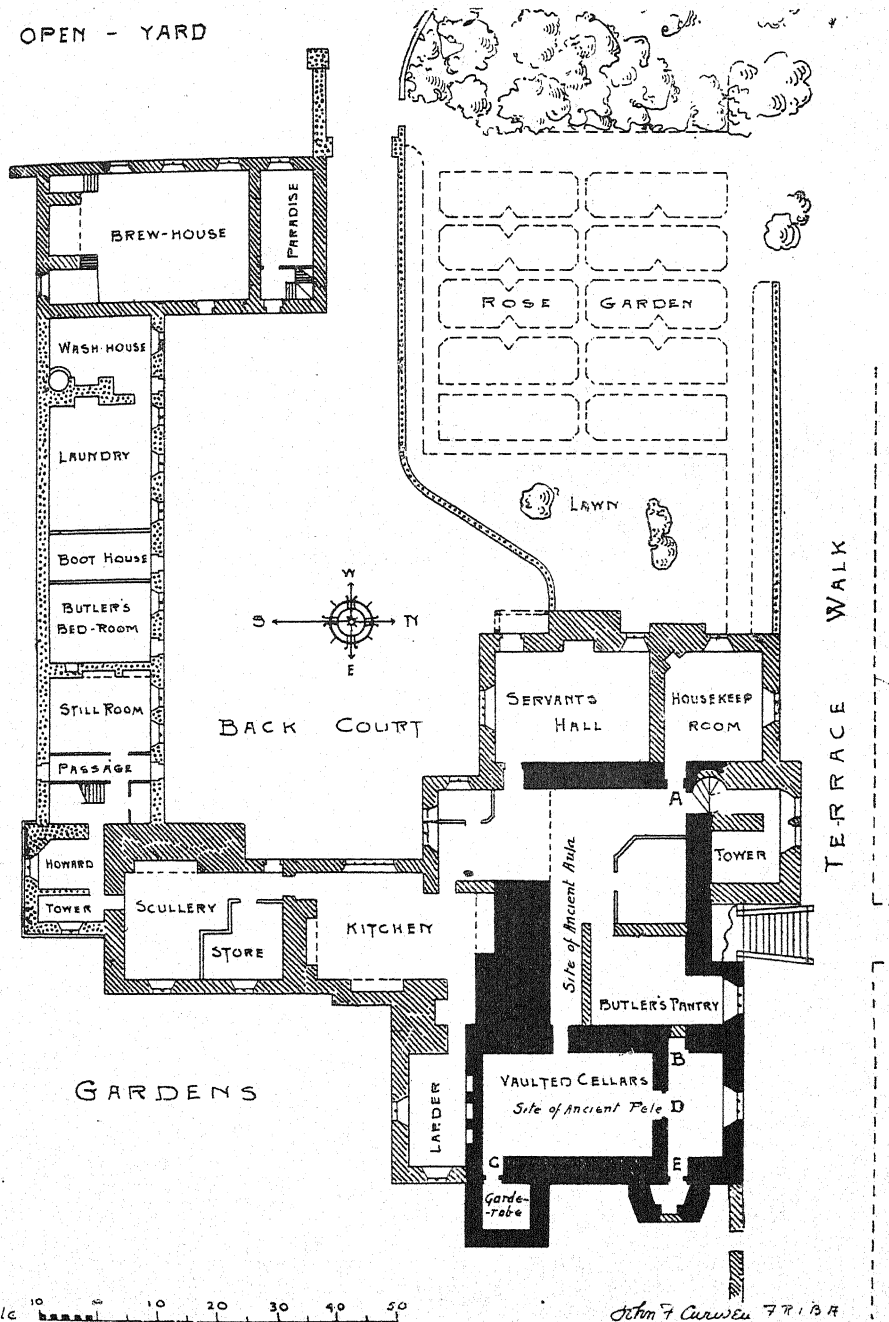 OPEN - YARD
BREW-HOUSE
PARADISE
ROSE GARDEN
WASH-HOUSE
LAUNDRY
LAWN
BOOT HOUSE
BUTLER'S
BED-ROOM
W
S
N
E
STILL ROOM
PASSAGE
BACK COURT
SERVANTS
HALL
HOUSEKEEP
ROOM
TERRACE WALK
A
HOWARD
TOWER
SCULLERY
STORE
KITCHEN
Site of Ancient Aula
TOWER
BUTLER'S PANTRY
GARDENS
LARDER
VAULTED CELLARS
Site of Ancient Pele
B
D
C
E
Garde-
-robe
10 10 20 30 40 50
John F Curwen FRIBA